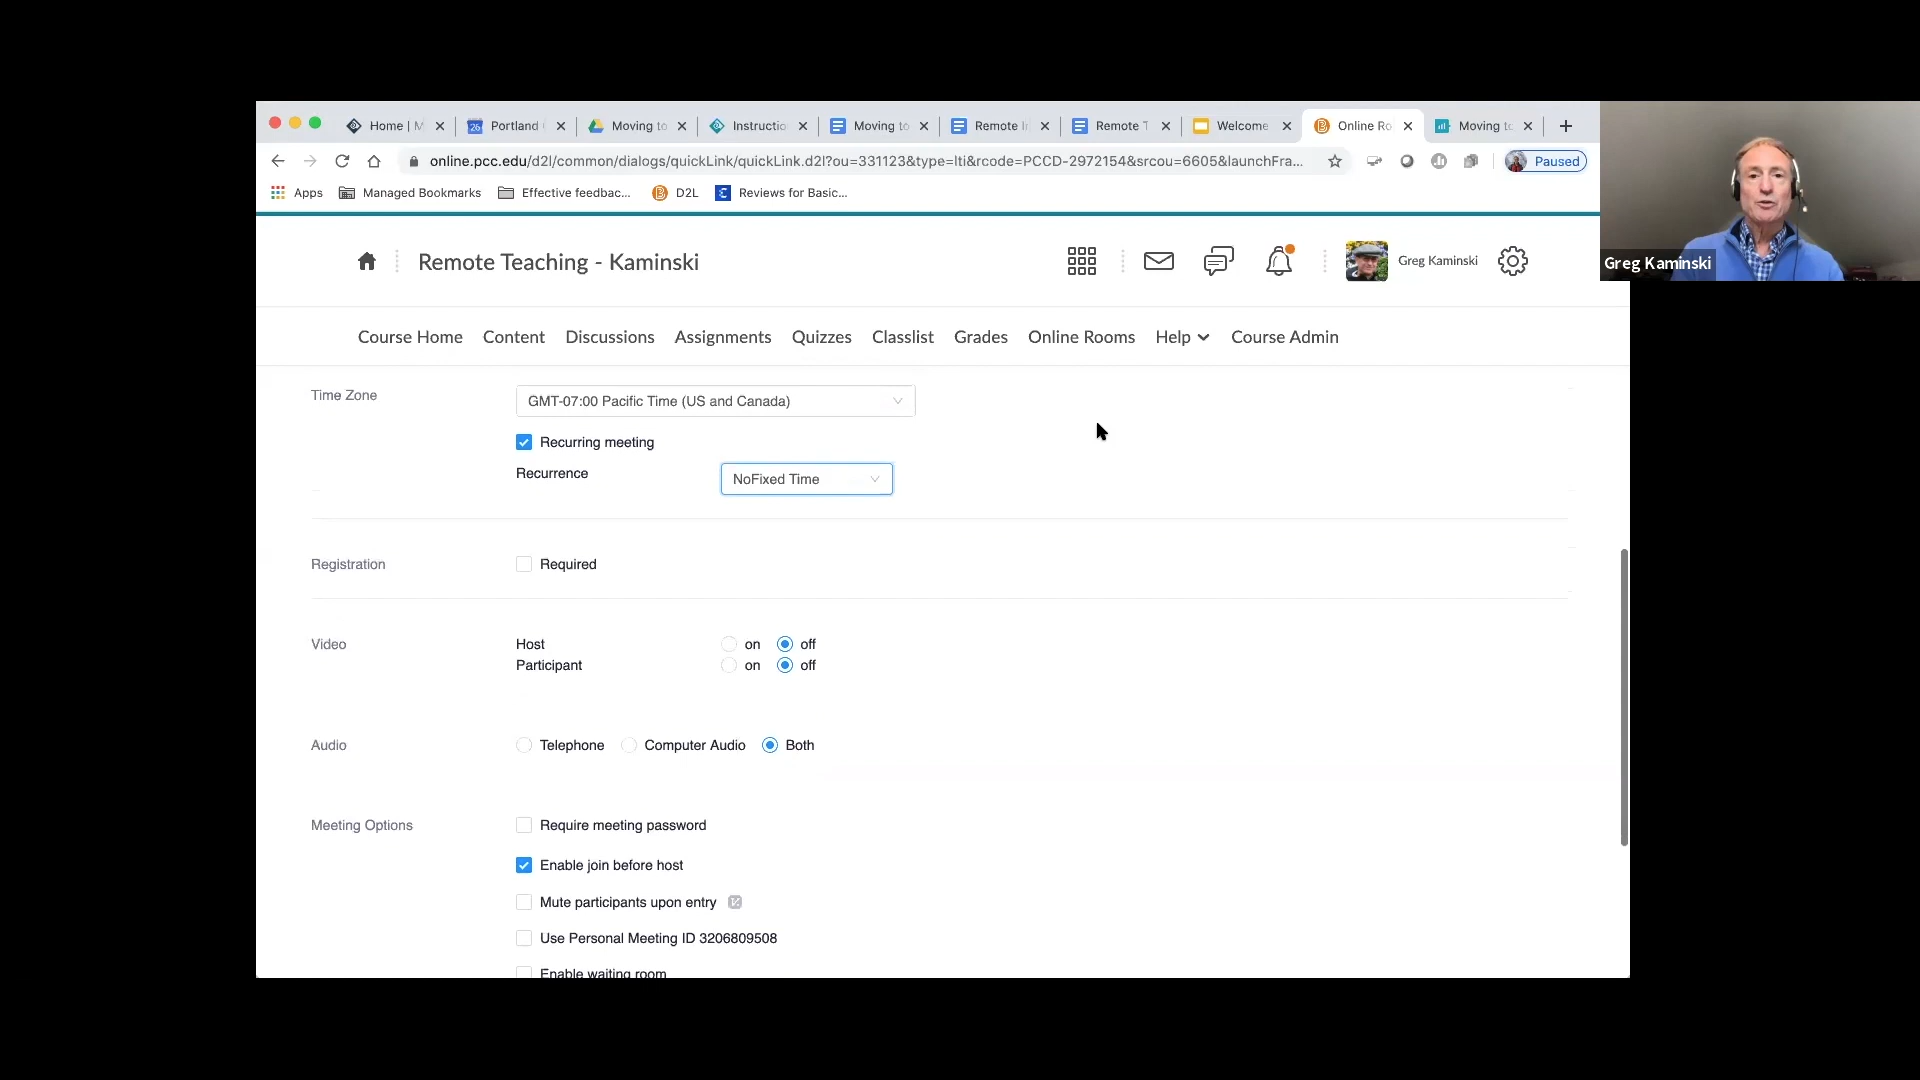 Home | M
Portland
Moving to
Instructio
Moving to
Remote I
Remote T
Welcome
Online Ro
Moving to
online.pcc.edu/d2l/common/dialogs/quickLink/quickLink.d2l?ou=331123&type=lti&rcode=PCCD-2972154&srcou=6605&launchFra...
Paused
Apps
Managed Bookmarks
Effective feedbac...
D2L
Reviews for Basic...
Remote Teaching - Kaminski
Greg Kaminski
Greg Kaminski
Course Home Content Discussions Assignments Quizzes Classlist Grades Online Rooms Help Course Admin
Time Zone
GMT-07:00 Pacific Time (US and Canada)
Recurring meeting
Recurrence
NoFixed Time
Registration
Required
Video
Host on off
Participant on off
Audio
Telephone Computer Audio Both
Meeting Options
Require meeting password
Enable join before host
Mute participants upon entry
Use Personal Meeting ID 3206809508
Enable waiting room